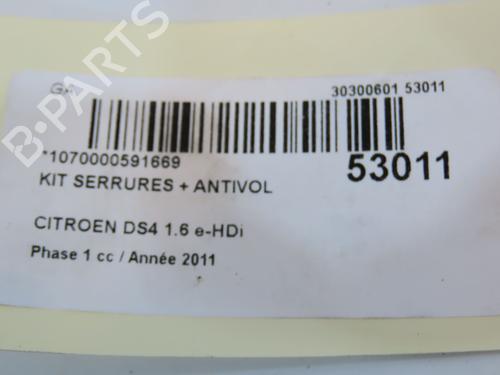 30300601 53011
*1070000591669
53011
KIT SERRURES + ANTIVOL
CITROEN DS4 1.6 e-HDi
Phase 1 cc / Année 2011
B-PARTS